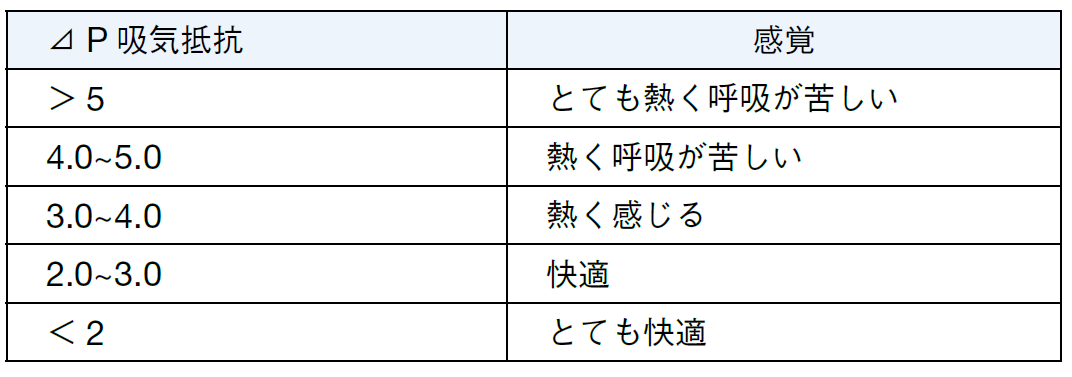 ⊿ P 吸気抵抗 感覚
＞ 5 とても熱く呼吸が苦しい
4.0~5.0 熱く呼吸が苦しい
3.0~4.0 熱く感じる
2.0~3.0 快適
＜ 2 とても快適